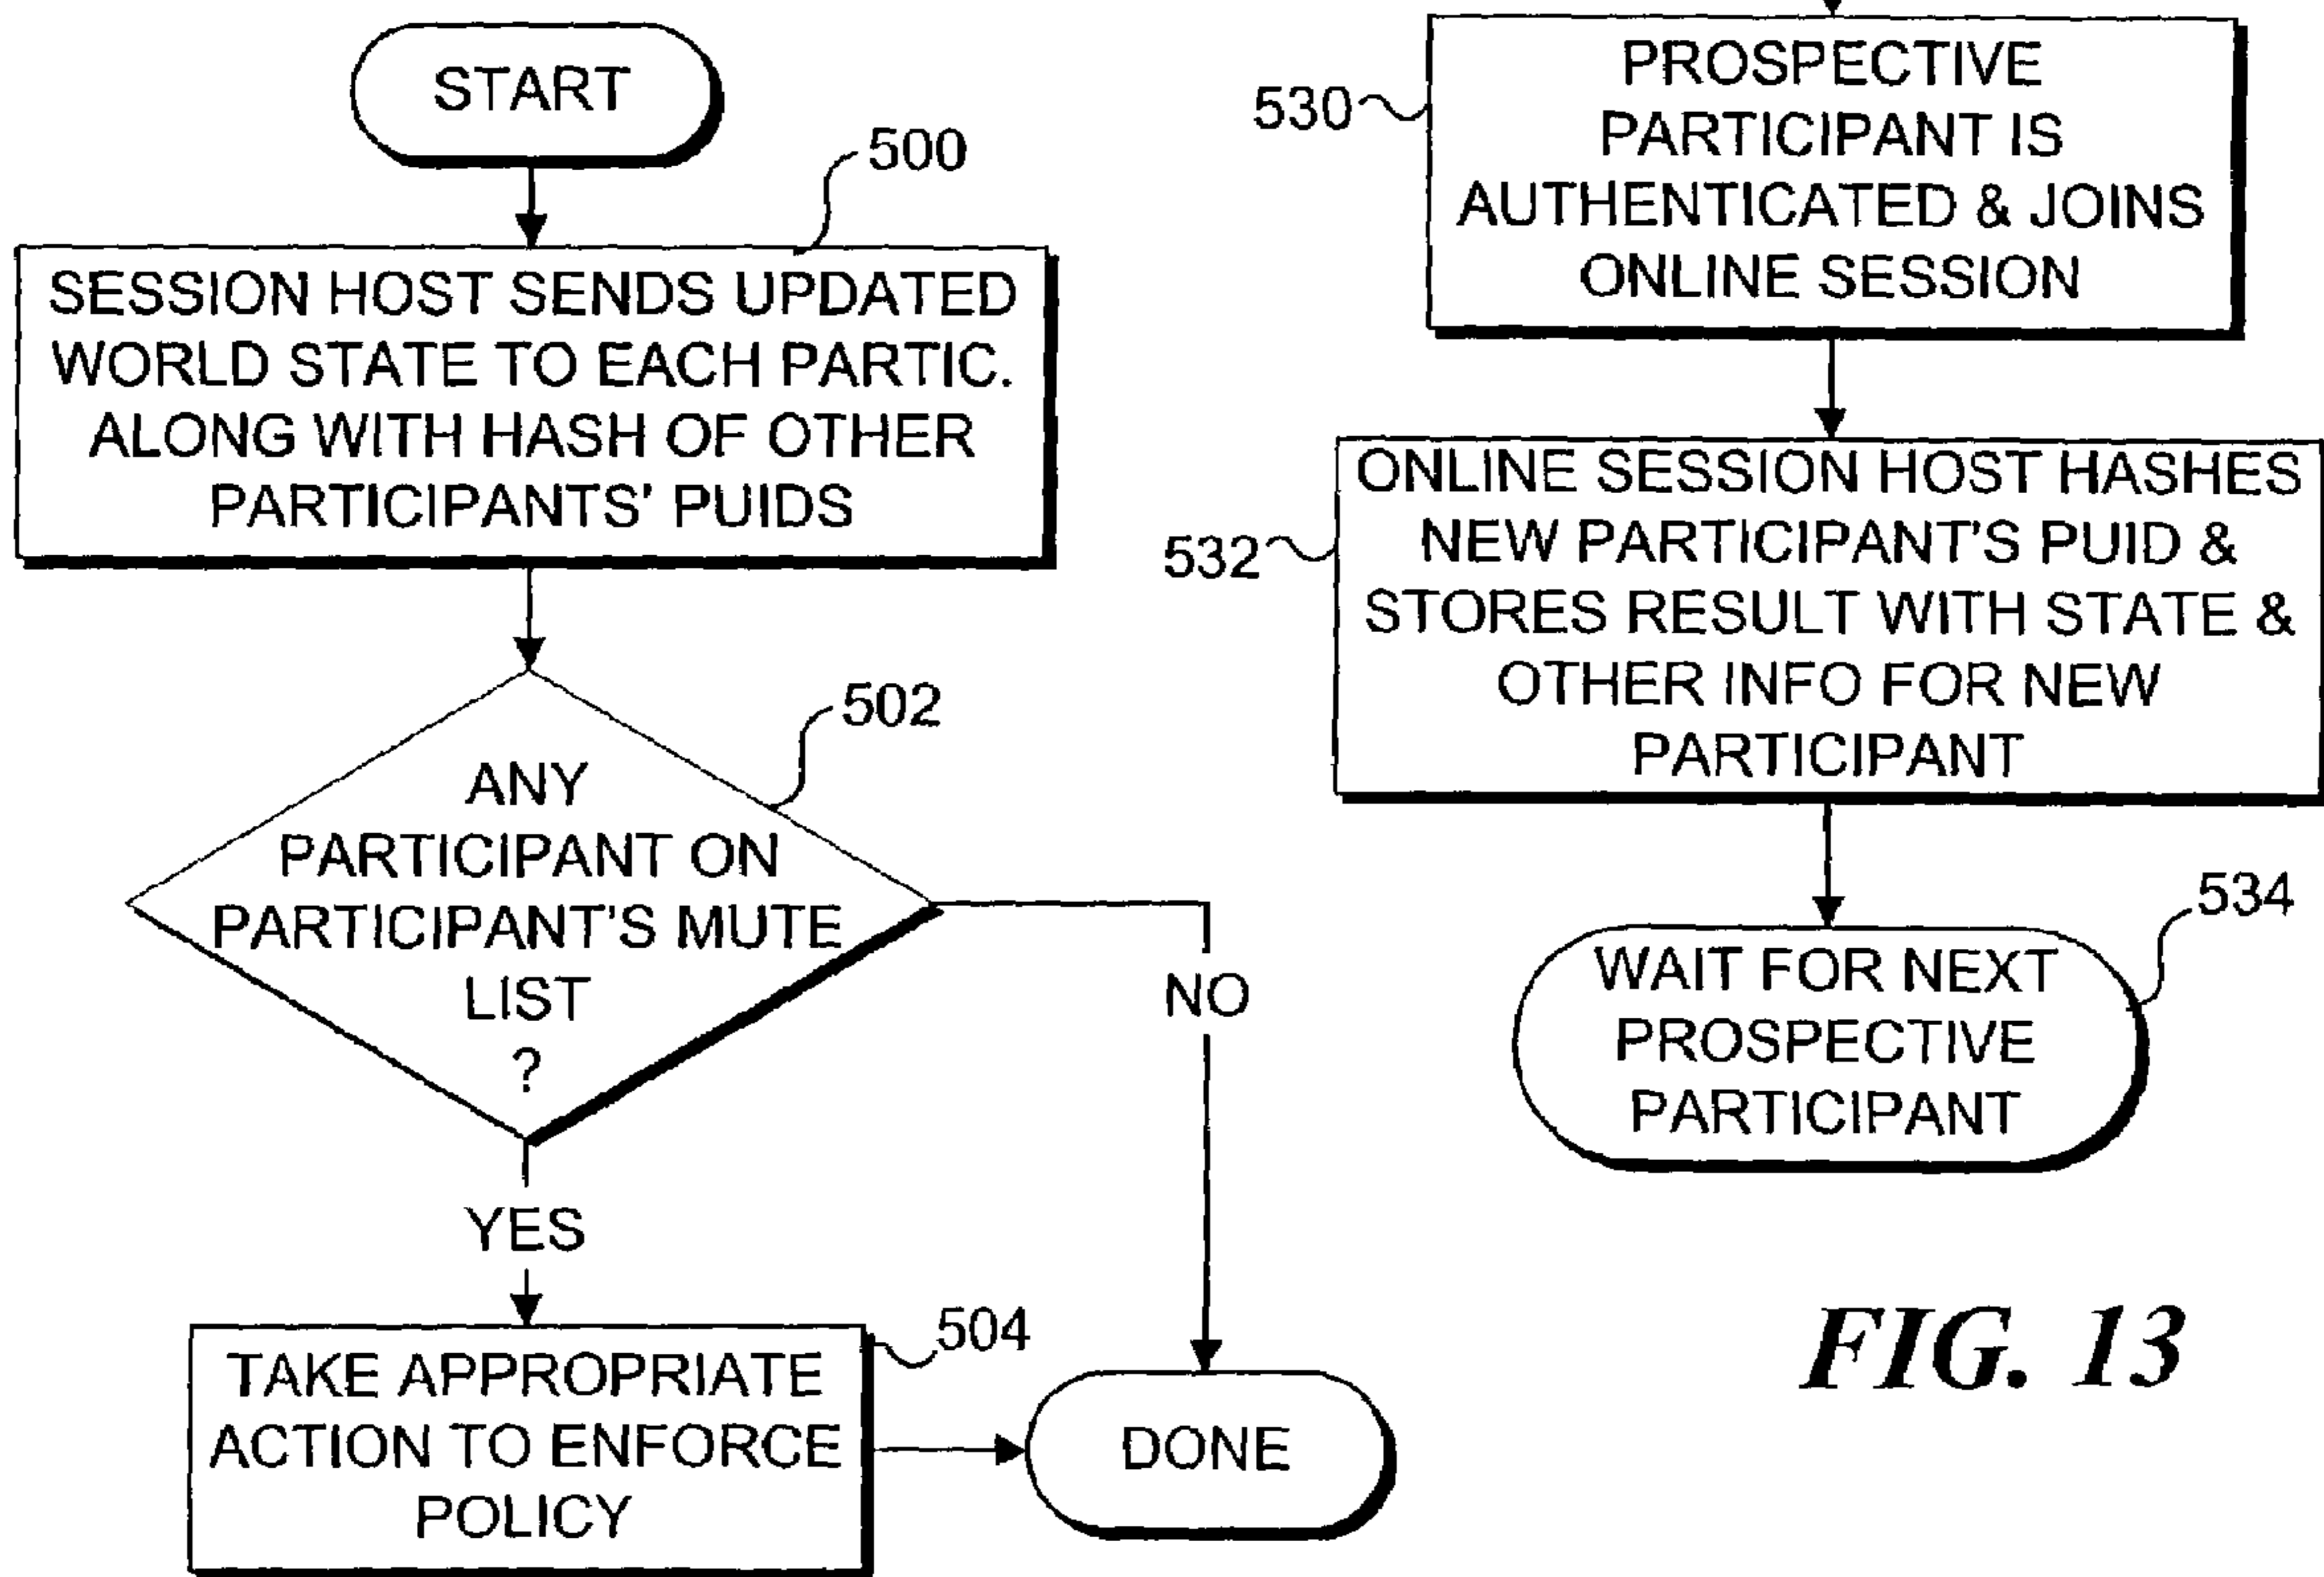 START
500
SESSION HOST SENDS UPDATED
WORLD STATE TO EACH PARTIC.
ALONG WITH HASH OF OTHER
PARTICIPANTS’ PUIDS
502
ANY
PARTICIPANT ON
PARTICIPANT’S MUTE
LIST
?
NO
YES
504
TAKE APPROPRIATE
ACTION TO ENFORCE
POLICY
DONE
530
PROSPECTIVE
PARTICIPANT IS
AUTHENTICATED & JOINS
ONLINE SESSION
532
ONLINE SESSION HOST HASHES
NEW PARTICIPANT’S PUID &
STORES RESULT WITH STATE &
OTHER INFO FOR NEW
PARTICIPANT
534
WAIT FOR NEXT
PROSPECTIVE
PARTICIPANT
FIG. 13